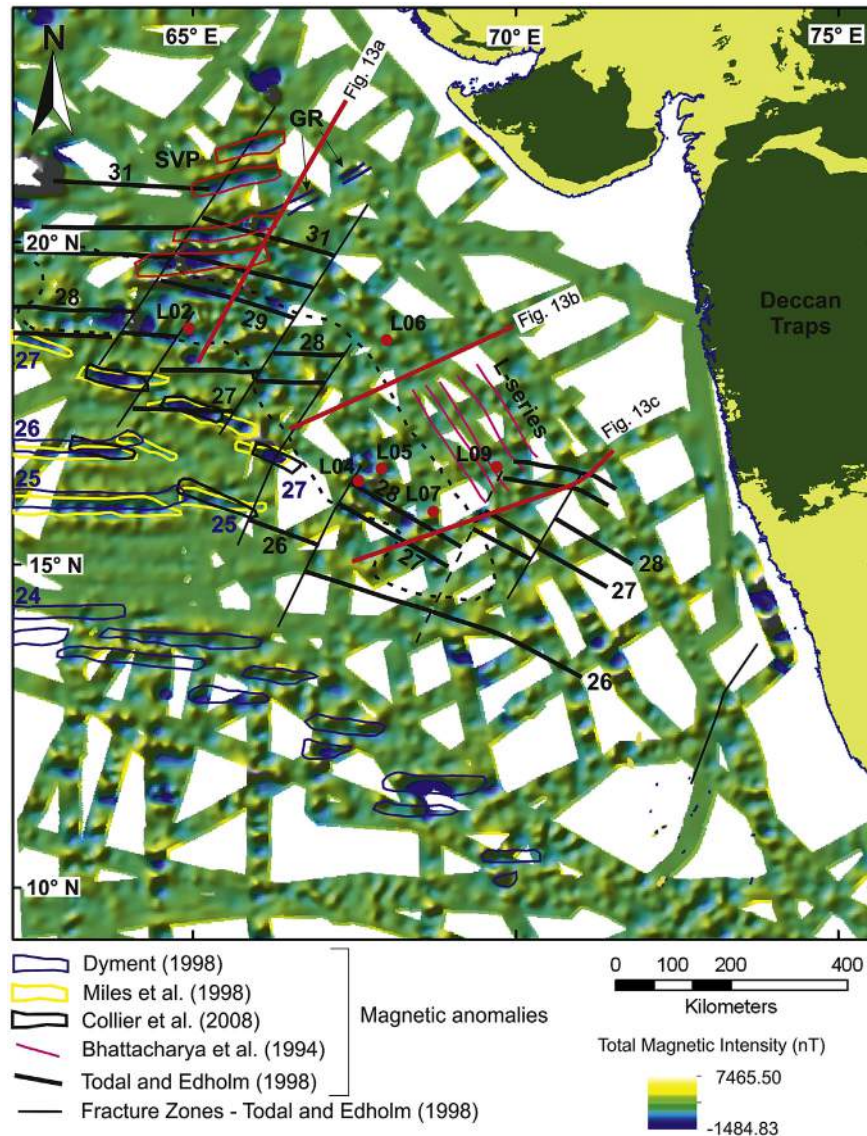 65° E
70° E
75° E
N
Fig. 13a
GR
SVP
31
31
20° N
28
29
L02
L06
Fig. 13b
Deccan
Traps
27
28
27
L-series
26
Fig. 13c
L09
L05
L04
27
28
25
L07
25
26
27
28
15° N
27
24
26
10° N
Dyment (1998)
Miles et al. (1998)
Collier et al. (2008)
Bhattacharya et al. (1994)
Todal and Edholm (1998)
Fracture Zones - Todal and Edholm (1998)
Magnetic anomalies
0 100 200 400
Kilometers
Total Magnetic Intensity (nT)
7465.50
-1484.83